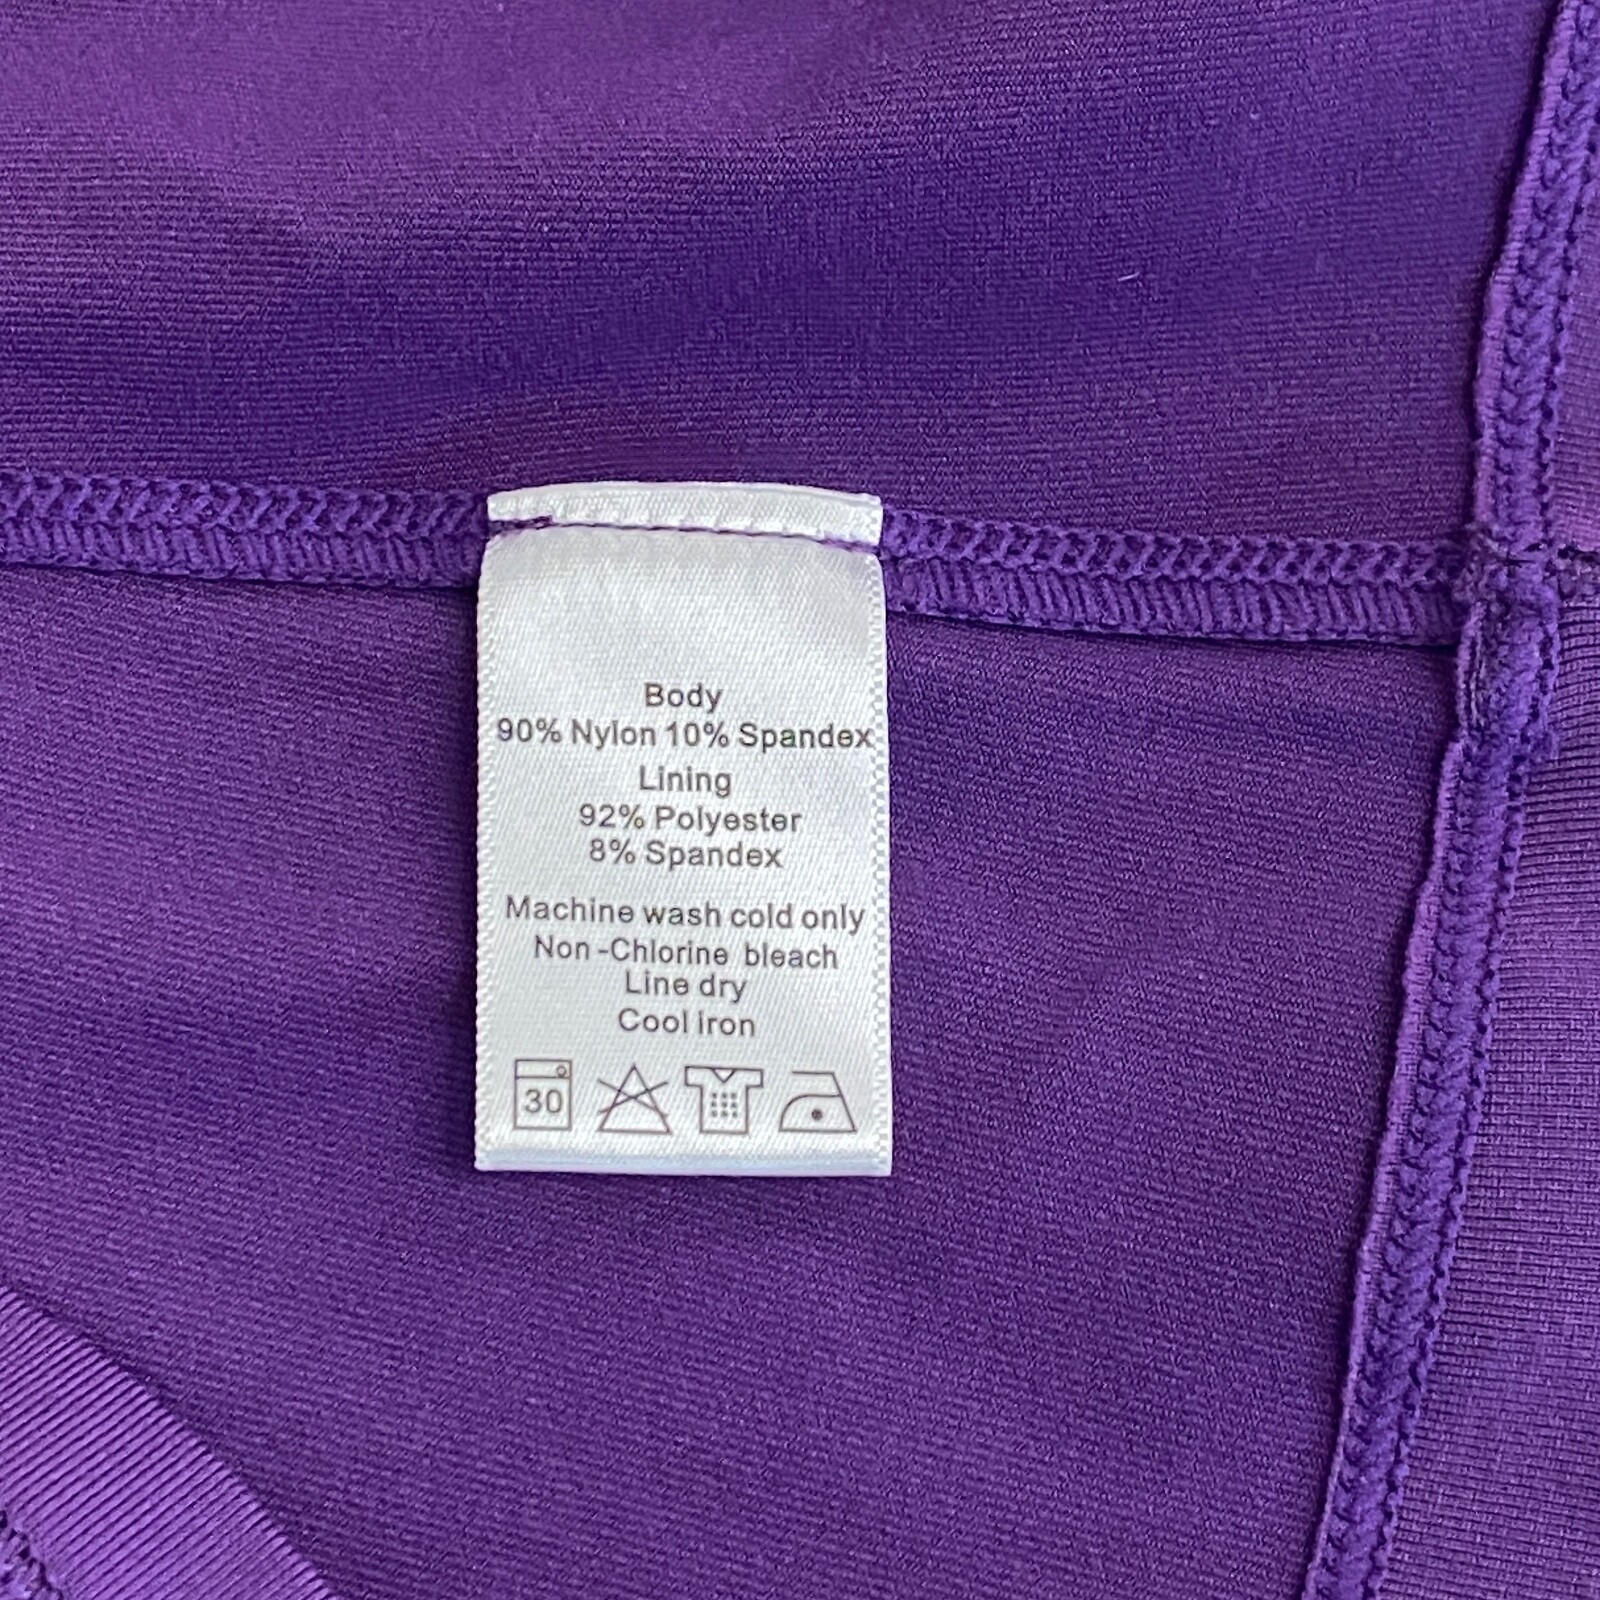 Body
90% Nylon 10% Spandex
Lining
92% Polyester
8% Spandex
Machine wash cold only
Non-Chlorine bleach
Line dry
Cool iron
30